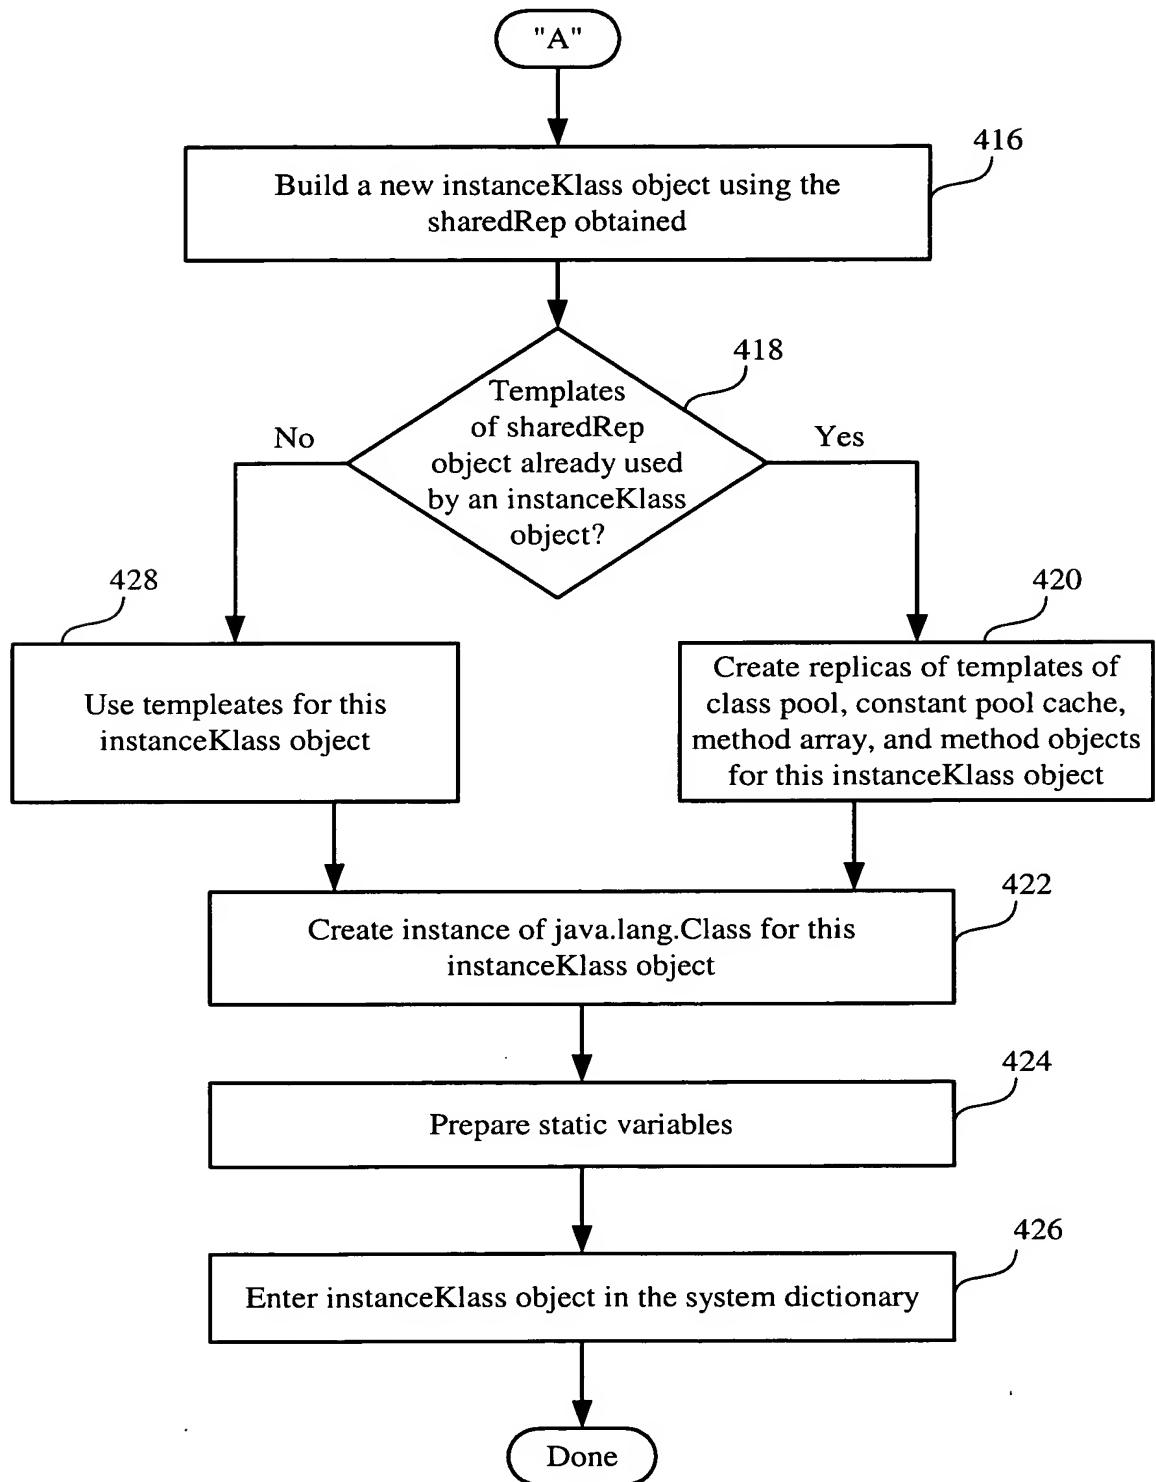 "A"
416
Build a new instanceKlass object using the
sharedRep obtained
418
Templates
of sharedRep
object already used
by an instanceKlass
object?
No
Yes
428
Use templeates for this
instanceKlass object
420
Create replicas of templates of
class pool, constant pool cache,
method array, and method objects
for this instanceKlass object
422
Create instance of java.lang.Class for this
instanceKlass object
424
Prepare static variables
426
Enter instanceKlass object in the system dictionary
Done